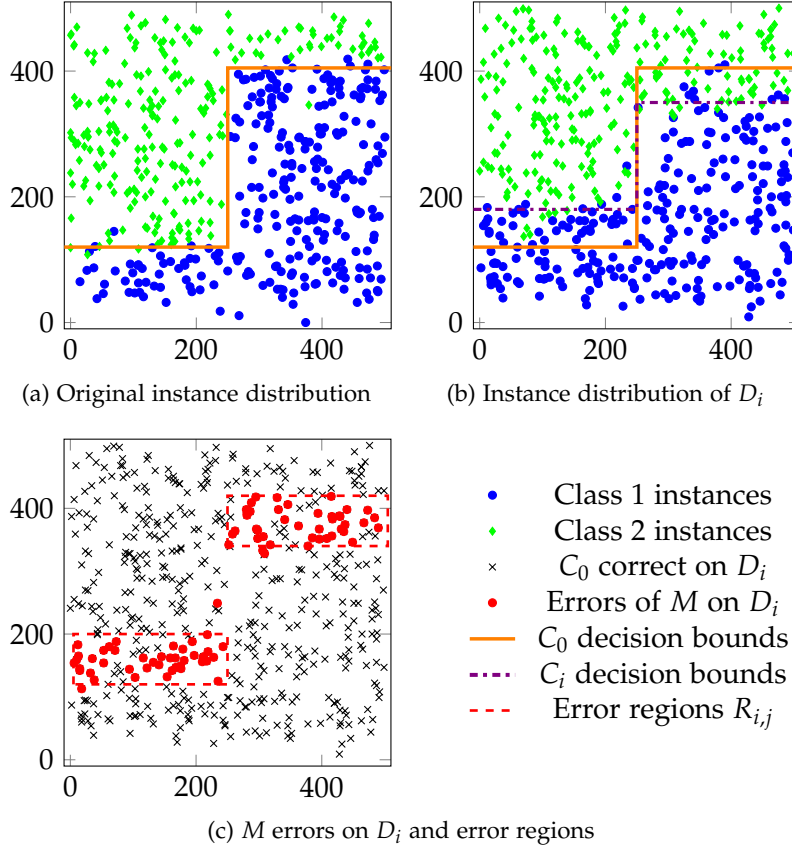 400
200
0
0 200 400
(a) Original instance distribution
400
200
0
0 200 400
(b) Instance distribution of D_i
400
200
0
0 200 400
Class 1 instances
Class 2 instances
C_0 correct on D_i
Errors of M on D_i
C_0 decision bounds
C_i decision bounds
Error regions R_{i,j}
(c) M errors on D_i and error regions